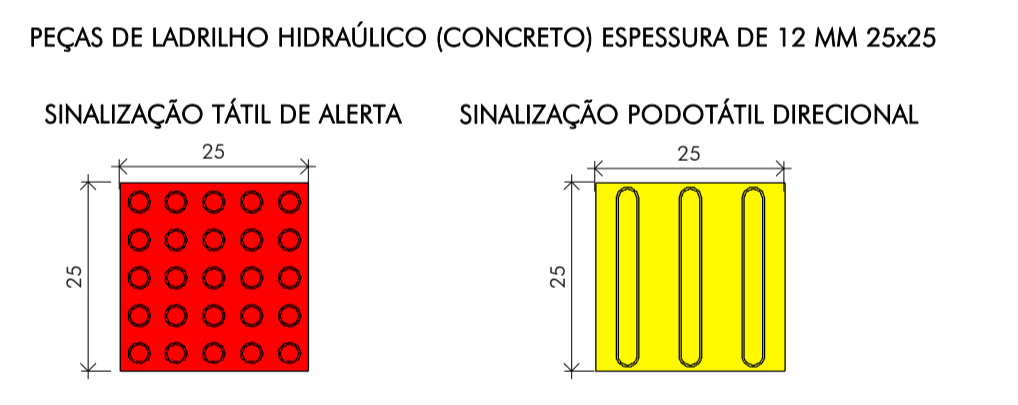 PEÇAS DE LADRILHO HIDRAÚLICO (CONCRETO) ESPESSURA DE 12 MM 25x25
SINALIZAÇÃO TÁTIL DE ALERTA
SINALIZAÇÃO PODOTÁTIL DIRECIONAL
25
25
25
25